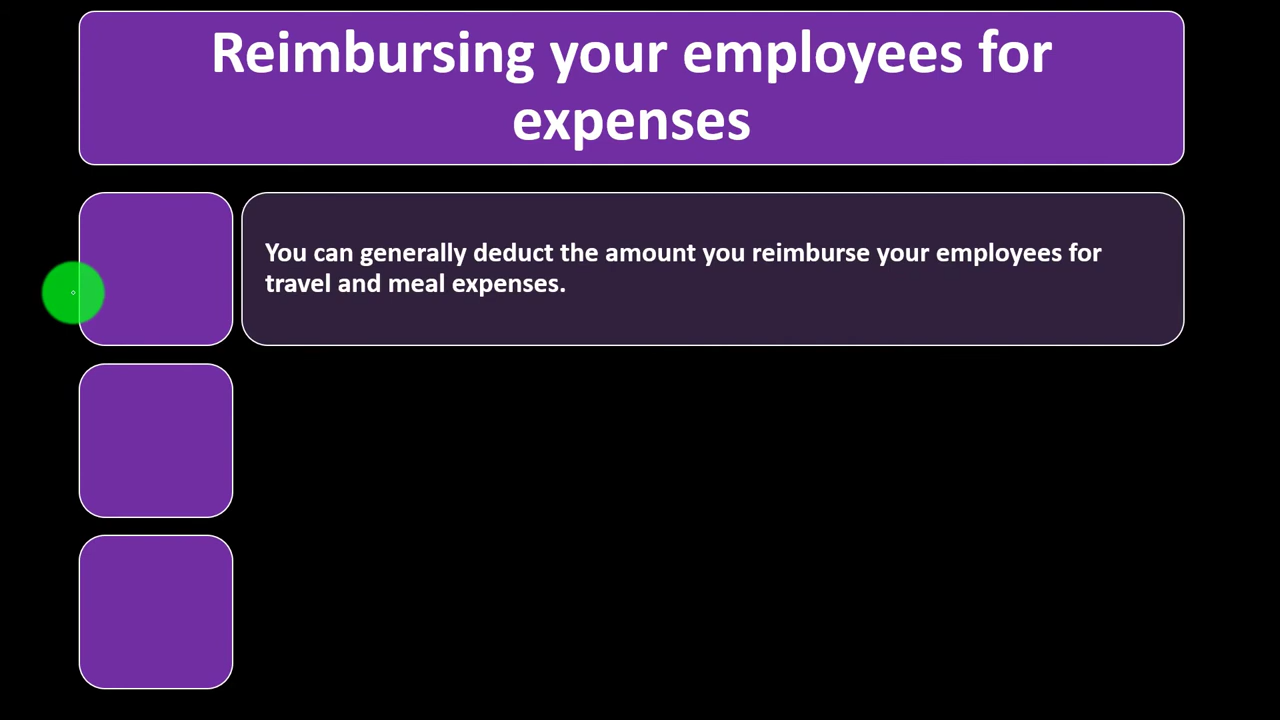 Reimbursing your employees for
expenses
You can generally deduct the amount you reimburse your employees for
travel and meal expenses.